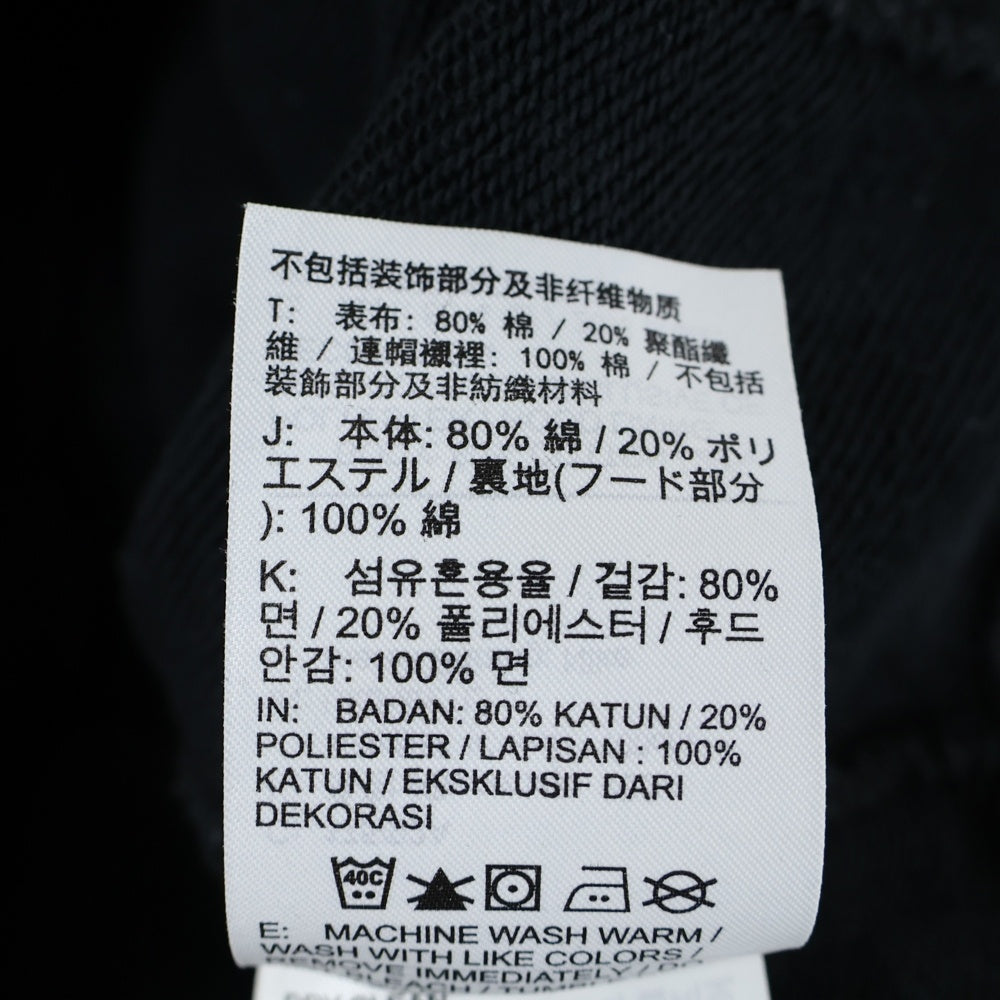 不包括装饰部分及非纤维物质
T: 表布: 80% 棉 / 20% 聚酯纖
維 / 連帽襯裡: 100% 棉 / 不包括
裝飾部分及非紡織材料
J: 本体: 80% 綿 / 20% ポリ
エステル / 裏地(フード部分
): 100% 綿
K: 섬유혼용율 / 겉감: 80%
면 / 20% 폴리에스터 / 후드
안감: 100% 면
IN: BADAN: 80% KATUN / 20%
POLIESTER / LAPISAN : 100%
KATUN / EKSKLUSIF DARI
DEKORASI
40C
E: MACHINE WASH WARM /
WASH WITH LIKE COLORS /
REMOVE IMMEDIATELY / DO
BLEACH / TUMBLE